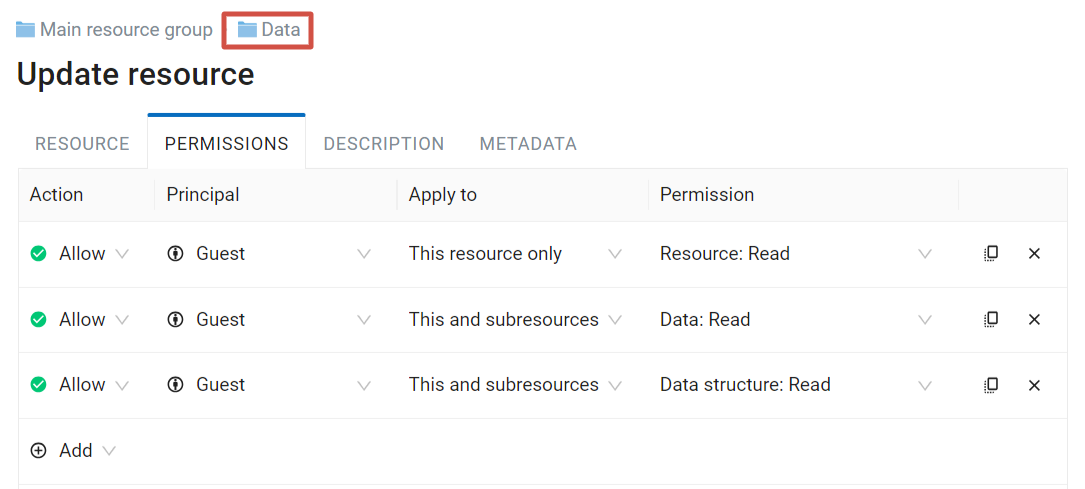 Main resource group Data
Update resource
RESOURCE PERMISSIONS DESCRIPTION METADATA
Action Principal Apply to Permission
Allow Guest This resource only Resource: Read
Allow Guest This and subresources Data: Read
Allow Guest This and subresources Data structure: Read
Add